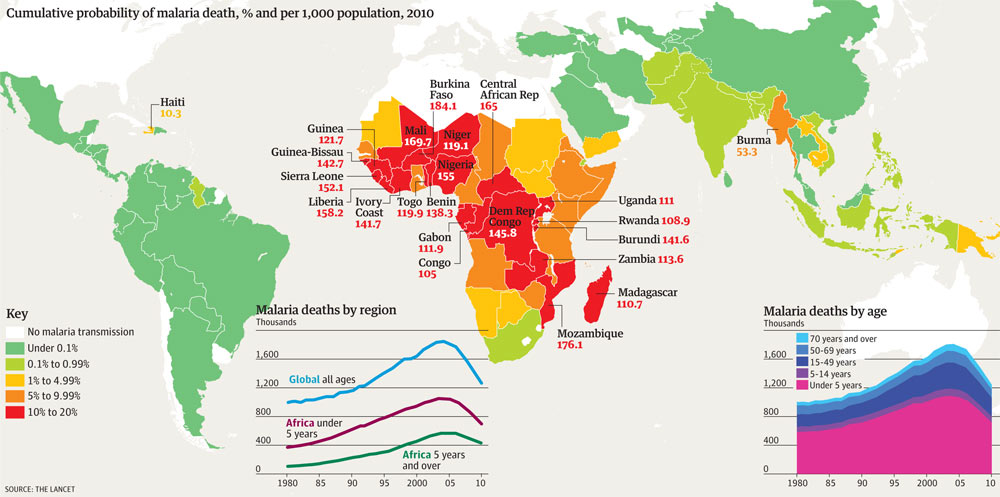 Cumulative probability of malaria death, % and per 1,000 population, 2010
Haiti
10.3
Burkina
Faso
184.1
Central
African Rep
165
Guinea
121.7
Mali
169.7
Niger
119.1
Guinea-Bissau
142.7
Nigeria
155
Sierra Leone
152.1
Liberia
158.2
Ivory
Coast
141.7
Togo
119.9
Benin
138.3
Burma
53.3
Uganda 111
Rwanda 108.9
Burundi 141.6
Zambia 113.6
Dem Rep
Congo
145.8
Gabon
111.9
Congo
105
Madagascar
110.7
Mozambique
176.1
Key
No malaria transmission
Under 0.1%
0.1% to 0.99%
1% to 4.99%
5% to 9.99%
10% to 20%
SOURCE: THE LANCET
Malaria deaths by region
Thousands
1,600
1,200
800
400
0
Global all ages
Africa under
5 years
Africa 5 years
and over
1980 85 90 95 2000 05 10
Malaria deaths by age
Thousands
70 years and over
50-69 years
15-49 years
5-14 years
Under 5 years
1,600
1,200
800
400
0
1980 85 90 95 2000 05 10